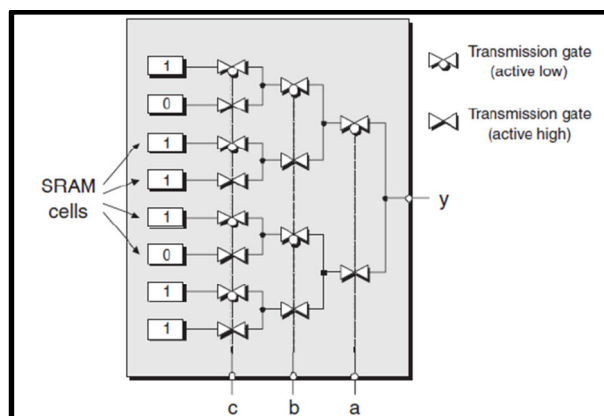 1
0
1
1
1
0
1
1
SRAM
cells
Transmission gate
(active low)
Transmission gate
(active high)
y
c b a